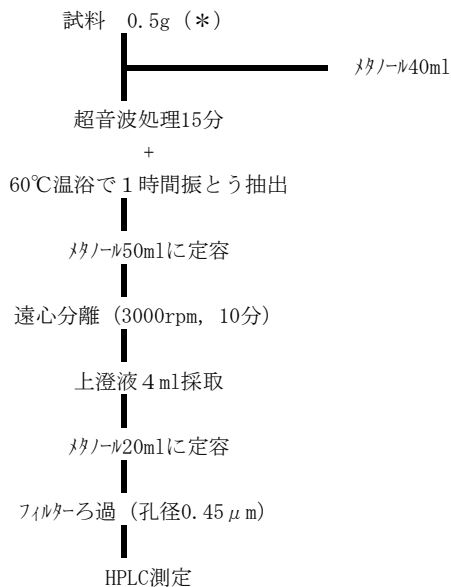 試料　0.5g（＊）
ﾒﾀﾉｰﾙ40ml
超音波処理15分
+
60℃温浴で１時間振とう抽出
ﾒﾀﾉｰﾙ50mlに定容
遠心分離（3000rpm, 10分）
上澄液４ml採取
ﾒﾀﾉｰﾙ20mlに定容
ﾌｨﾙﾀｰろ過（孔径0.45μm）
HPLC測定